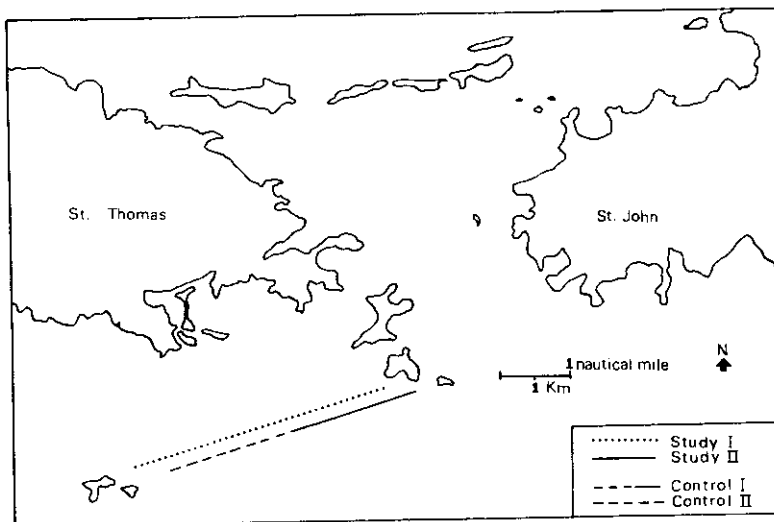 St. Thomas
St. John
N
1 nautical mile
1 Km
Study I
Study II
Control I
Control II